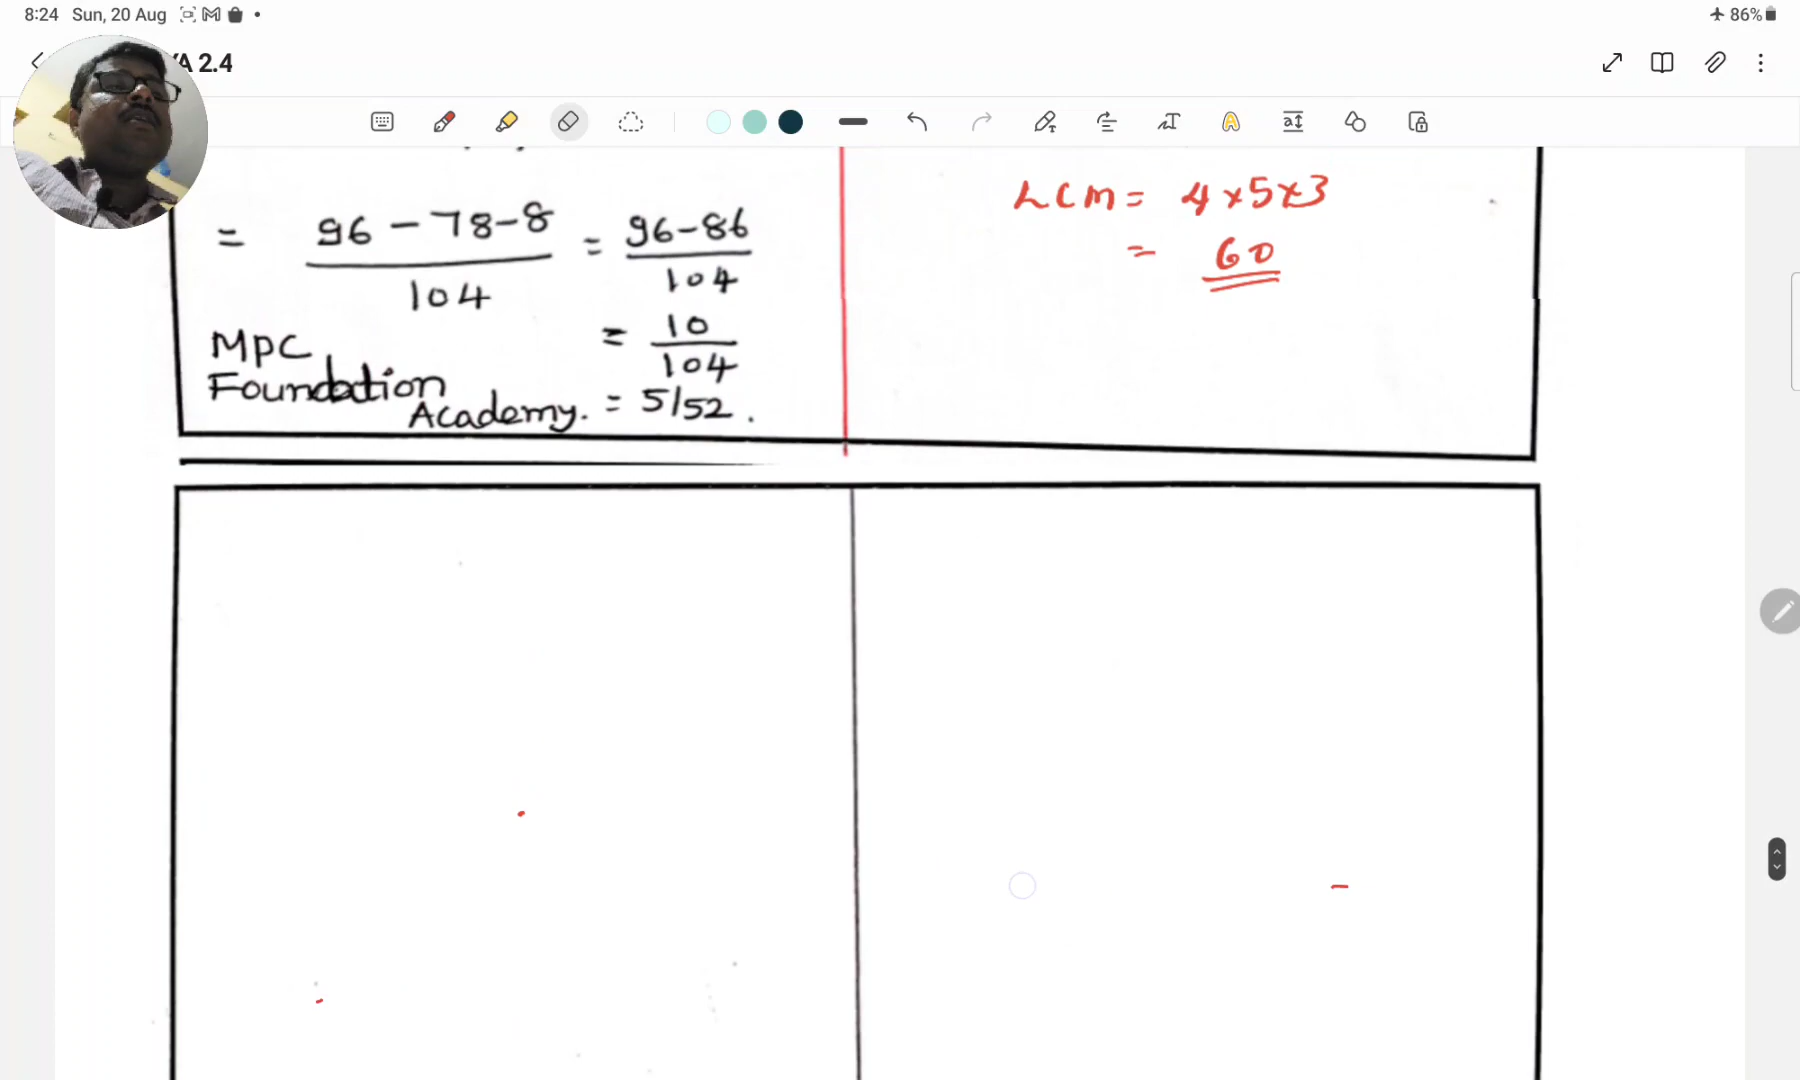 8:24 Sun, 20 Aug
86%
A 2.4
= 96 - 78 - 8 / 104 = 96 - 86 / 104
= 10 / 104
= 5/52.
MPC
Foundation
Academy.
LCM = 4 x 5 x 3
= 60